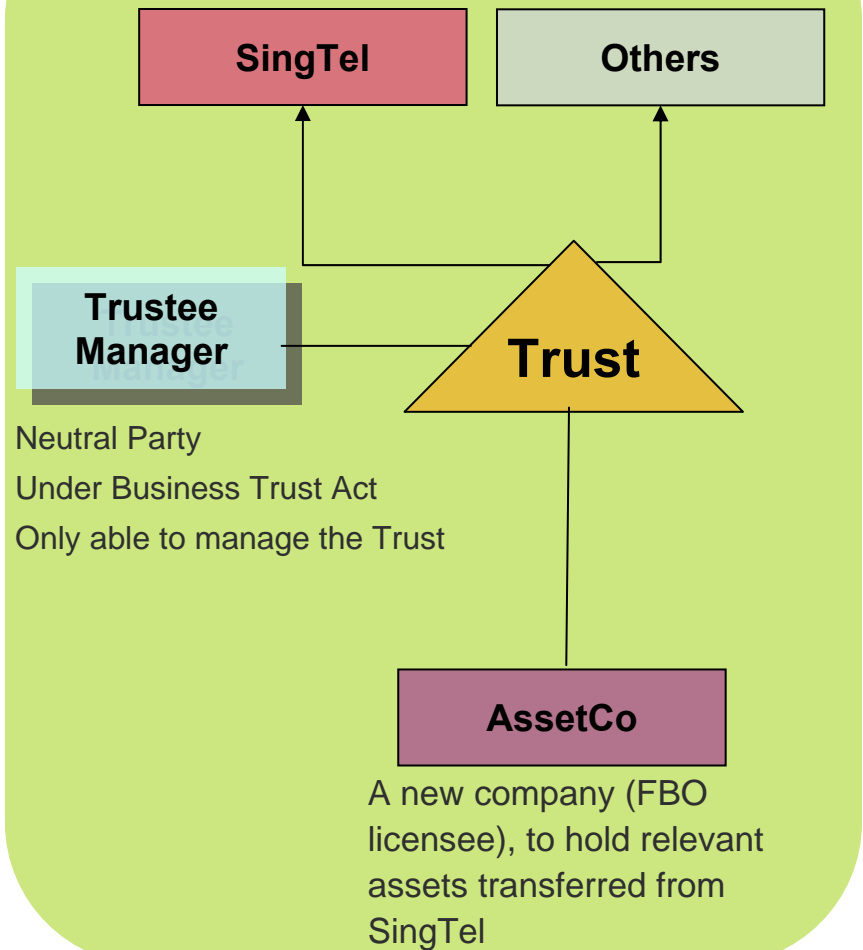 SingTel
Others
Trustee
Manager
Trust
Neutral Party
Under Business Trust Act
Only able to manage the Trust
AssetCo
A new company (FBO
licensee), to hold relevant
assets transferred from
SingTel